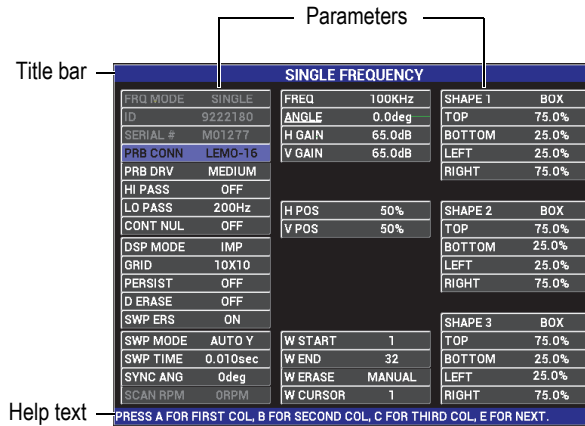 Parameters
Title bar
SINGLE FREQUENCY
FRQ MODE SINGLE
ID 9222180
SERIAL # M01277
PRB CONN LEMO-16
PRB DRV MEDIUM
HI PASS OFF
LO PASS 200Hz
CONT NUL OFF
DSP MODE IMP
GRID 10X10
PERSIST OFF
D ERASE OFF
SWP ERS ON
SWP MODE AUTO Y
SWP TIME 0.010sec
SYNC ANG 0deg
SCAN RPM 0RPM
FREQ 100KHz
ANGLE 0.0deg
H GAIN 65.0dB
V GAIN 65.0dB
H POS 50%
V POS 50%
W START 1
W END 32
W ERASE MANUAL
W CURSOR 1
SHAPE 1 BOX
TOP 75.0%
BOTTOM 25.0%
LEFT 25.0%
RIGHT 75.0%
SHAPE 2 BOX
TOP 75.0%
BOTTOM 25.0%
LEFT 25.0%
RIGHT 75.0%
SHAPE 3 BOX
TOP 75.0%
BOTTOM 25.0%
LEFT 25.0%
RIGHT 75.0%
Help text
PRESS A FOR FIRST COL, B FOR SECOND COL, C FOR THIRD COL, E FOR NEXT.